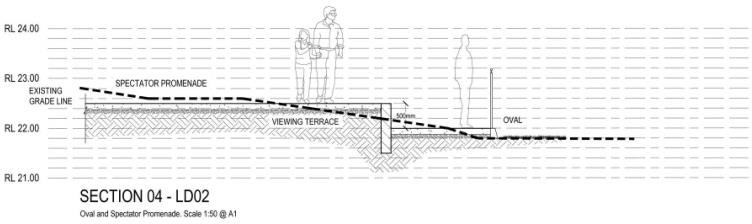 RL 24.00
RL 23.00
SPECTATOR PROMENADE
EXISTING
GRADE LINE
500mm
VIEWING TERRACE
OVAL
RL 22.00
RL 21.00
SECTION 04 - LD02
Oval and Spectator Promenade. Scale 1:50 @ A1